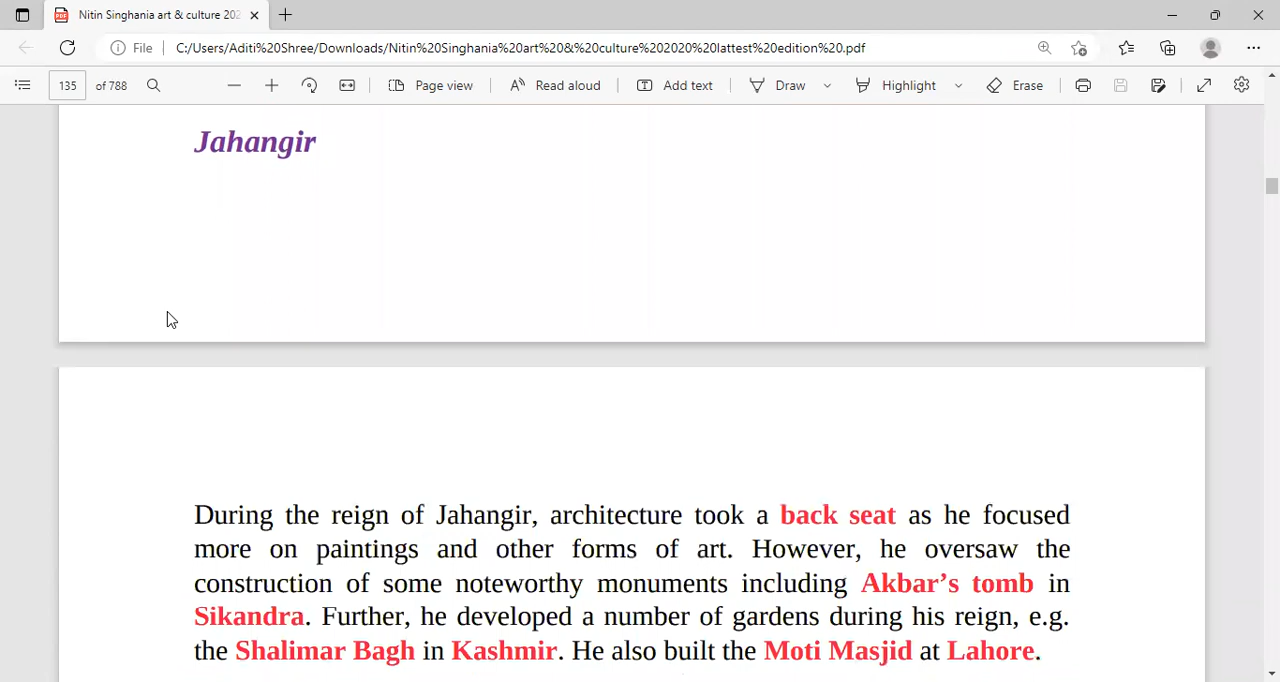 Nitin Singhania art & culture 202
File
C:/Users/Aditi%20Shree/Downloads/Nitin%20Singhania%20art%20&%20culture%202020%20lattest%20edition%20.pdf
135 of 788
Page view
Read aloud
Add text
Draw
Highlight
Erase
Jahangir
During the reign of Jahangir, architecture took a back seat as he focused
more on paintings and other forms of art. However, he oversaw the
construction of some noteworthy monuments including Akbar’s tomb in
Sikandra. Further, he developed a number of gardens during his reign, e.g.
the Shalimar Bagh in Kashmir. He also built the Moti Masjid at Lahore.